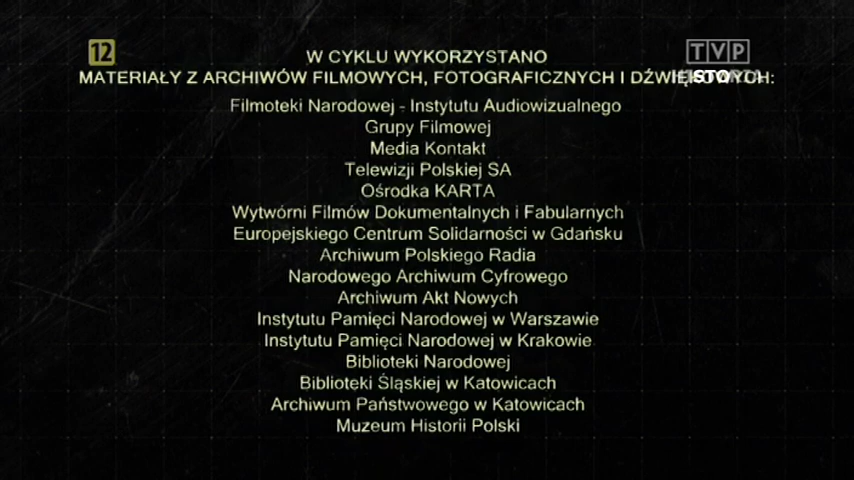 12
TVP
HISTORIA
W CYKLU WYKORZYSTANO
MATERIAŁY Z ARCHIWÓW FILMOWYCH, FOTOGRAFICZNYCH I DŹWIĘKOWYCH:
Filmoteki Narodowej - Instytutu Audiowizualnego
Grupy Filmowej
Media Kontakt
Telewizji Polskiej SA
Ośrodka KARTA
Wytwórni Filmów Dokumentalnych i Fabularnych
Europejskiego Centrum Solidarności w Gdańsku
Archiwum Polskiego Radia
Narodowego Archiwum Cyfrowego
Archiwum Akt Nowych
Instytutu Pamięci Narodowej w Warszawie
Instytutu Pamięci Narodowej w Krakowie
Biblioteki Narodowej
Biblioteki Śląskiej w Katowicach
Archiwum Państwowego w Katowicach
Muzeum Historii Polski